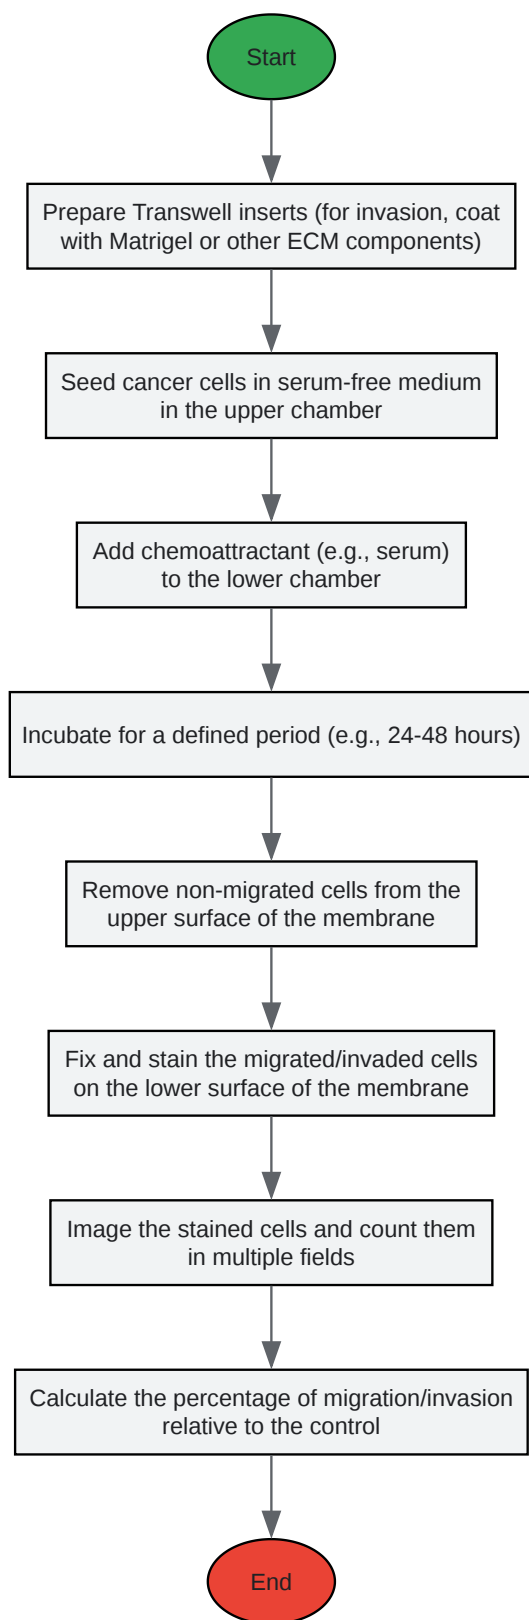 Start
Prepare Transwell inserts (for invasion, coat
with Matrigel or other ECM components)
Seed cancer cells in serum-free medium
in the upper chamber
Add chemoattractant (e.g., serum)
to the lower chamber
Incubate for a defined period (e.g., 24-48 hours)
Remove non-migrated cells from the
upper surface of the membrane
Fix and stain the migrated/invaded cells
on the lower surface of the membrane
Image the stained cells and count them
in multiple fields
Calculate the percentage of migration/invasion
relative to the control
End